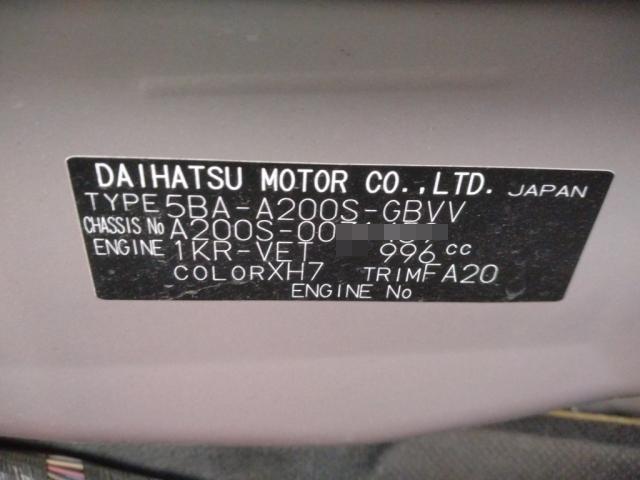 DAIHATSU MOTOR CO.,LTD. JAPAN
TYPE 5BA-A200S-GBVV
CHASSIS No A200S-00
ENGINE 1KR-VET 996 cc
COLOR XH7 TRIM FA20
ENGINE No